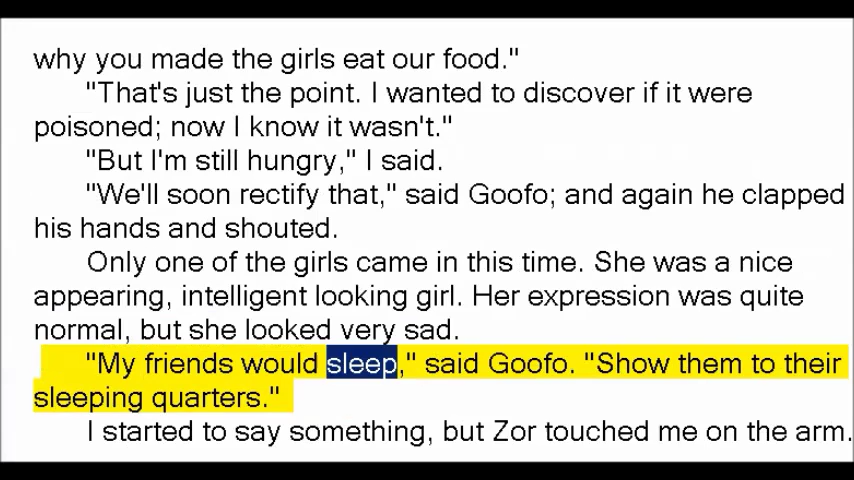 why you made the girls eat our food."
"That's just the point. I wanted to discover if it were
poisoned; now I know it wasn't."
"But I'm still hungry," I said.
"We'll soon rectify that," said Goofo; and again he clapped
his hands and shouted.
Only one of the girls came in this time. She was a nice
appearing, intelligent looking girl. Her expression was quite
normal, but she looked very sad.
"My friends would sleep," said Goofo. "Show them to their
sleeping quarters."
I started to say something, but Zor touched me on the arm.